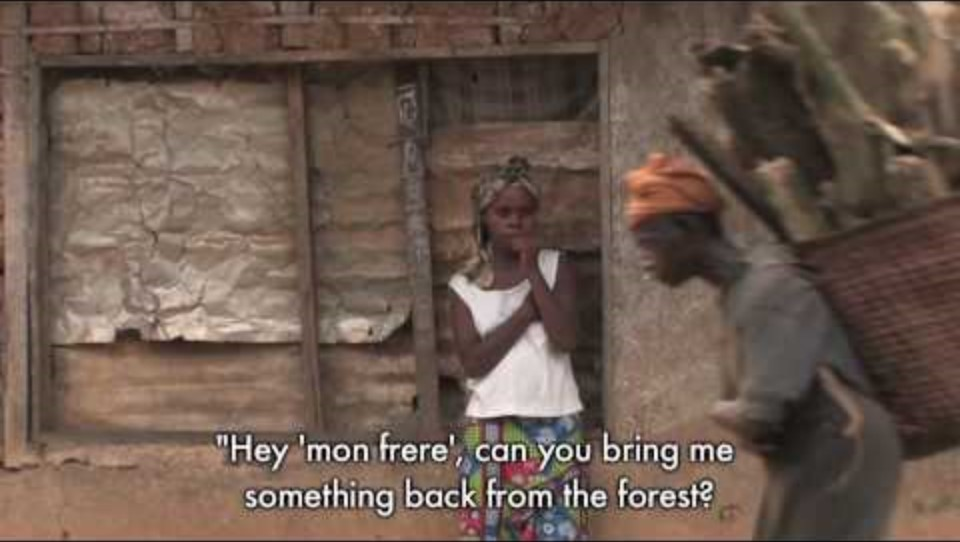 "Hey 'mon frere', can you bring me
something back from the forest?